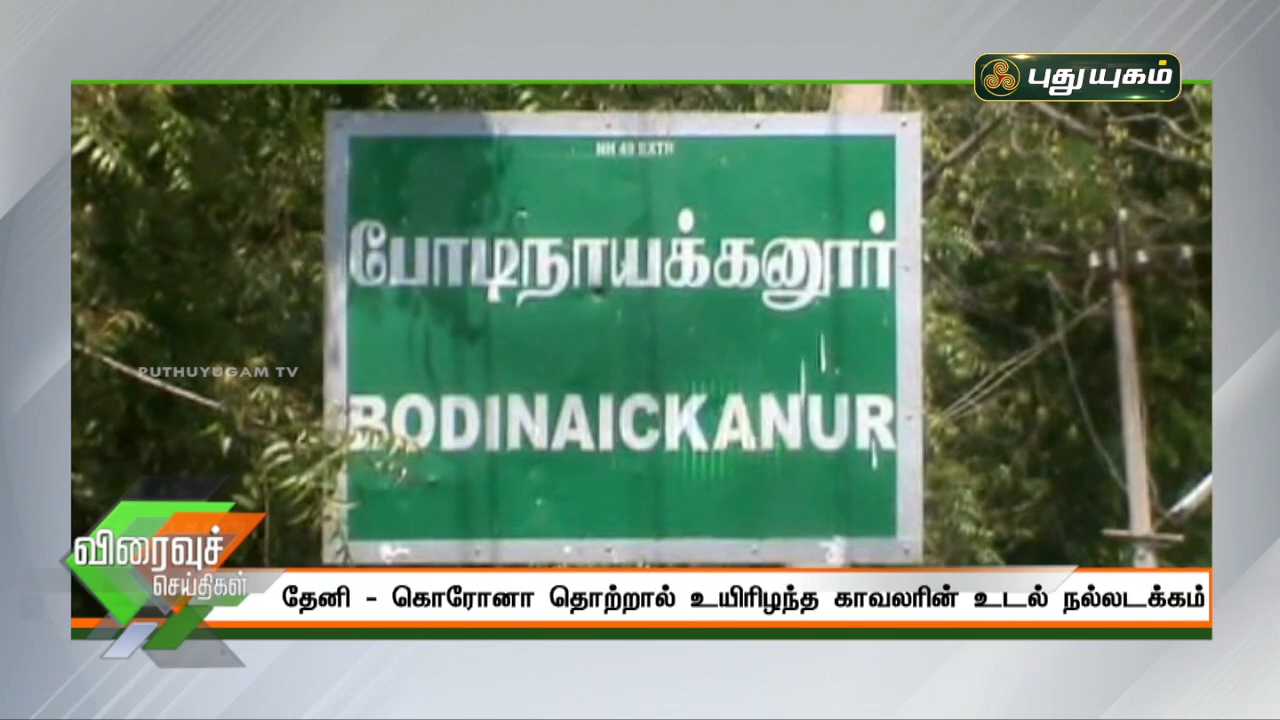 புதுயுகம்
NH 49 EXTN
போடிநாயக்கனூர்
PUTHUYUGAM TV
BODINAICKANUR
விரைவுச்
செய்திகள்
தேனி - கொரோனா தொற்றால் உயிரிழந்த காவலரின் உடல் நல்லடக்கம்